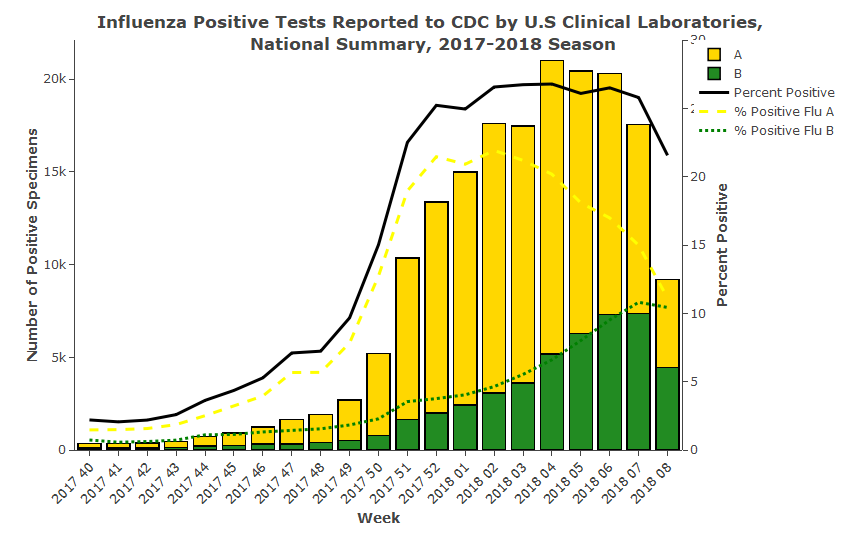 Influenza Positive Tests Reported to CDC by U.S Clinical Laboratories,
National Summary, 2017-2018 Season
A
B
Percent Positive
% Positive Flu A
% Positive Flu B
Number of Positive Specimens
20k
15k
10k
5k
0
30
20
15
10
5
0
Percent Positive
2017 40
2017 41
2017 42
2017 43
2017 44
2017 45
2017 46
2017 47
2017 48
2017 49
2017 50
2017 51
2017 52
2018 01
2018 02
2018 03
2018 04
2018 05
2018 06
2018 07
2018 08
Week